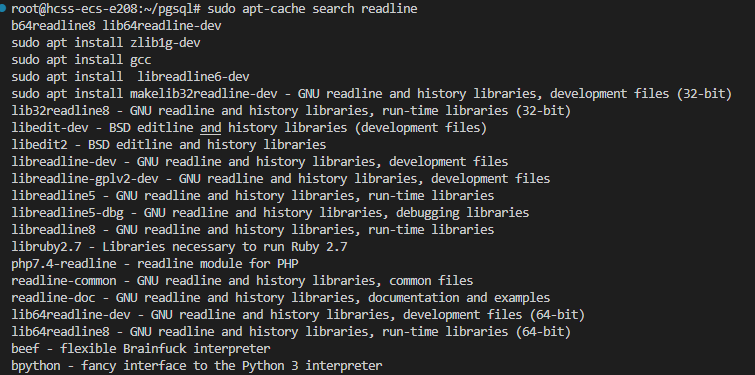 root@hcss-ecs-e208:~/pgsql# sudo apt-cache search readline
b64readline8 lib64readline-dev
sudo apt install zlib1g-dev
sudo apt install gcc
sudo apt install  libreadline6-dev
sudo apt install makelib32readline-dev - GNU readline and history libraries, development files (32-bit)
lib32readline8 - GNU readline and history libraries, run-time libraries (32-bit)
libedit-dev - BSD editline and history libraries (development files)
libedit2 - BSD editline and history libraries
libreadline-dev - GNU readline and history libraries, development files
libreadline-gplv2-dev - GNU readline and history libraries, development files
libreadline5 - GNU readline and history libraries, run-time libraries
libreadline5-dbg - GNU readline and history libraries, debugging libraries
libreadline8 - GNU readline and history libraries, run-time libraries
libruby2.7 - Libraries necessary to run Ruby 2.7
php7.4-readline - readline module for PHP
readline-common - GNU readline and history libraries, common files
readline-doc - GNU readline and history libraries, documentation and examples
lib64readline-dev - GNU readline and history libraries, development files (64-bit)
lib64readline8 - GNU readline and history libraries, run-time libraries (64-bit)
beef - flexible Brainfuck interpreter
bpython - fancy interface to the Python 3 interpreter